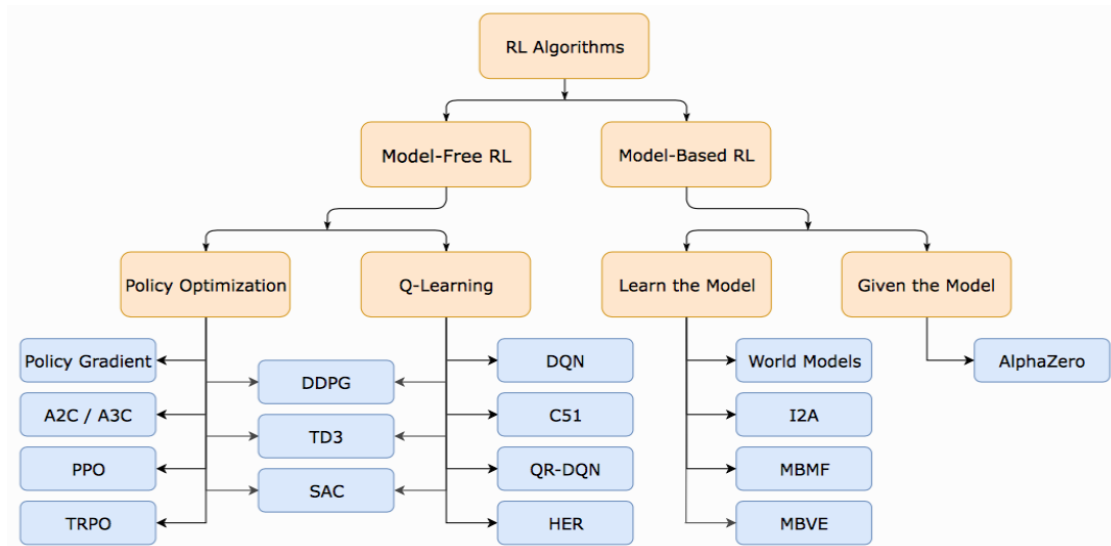 RL Algorithms
Model-Free RL
Model-Based RL
Policy Optimization
Q-Learning
Learn the Model
Given the Model
Policy Gradient
DDPG
DQN
World Models
AlphaZero
A2C / A3C
TD3
C51
I2A
PPO
SAC
QR-DQN
MBMF
TRPO
HER
MBVE